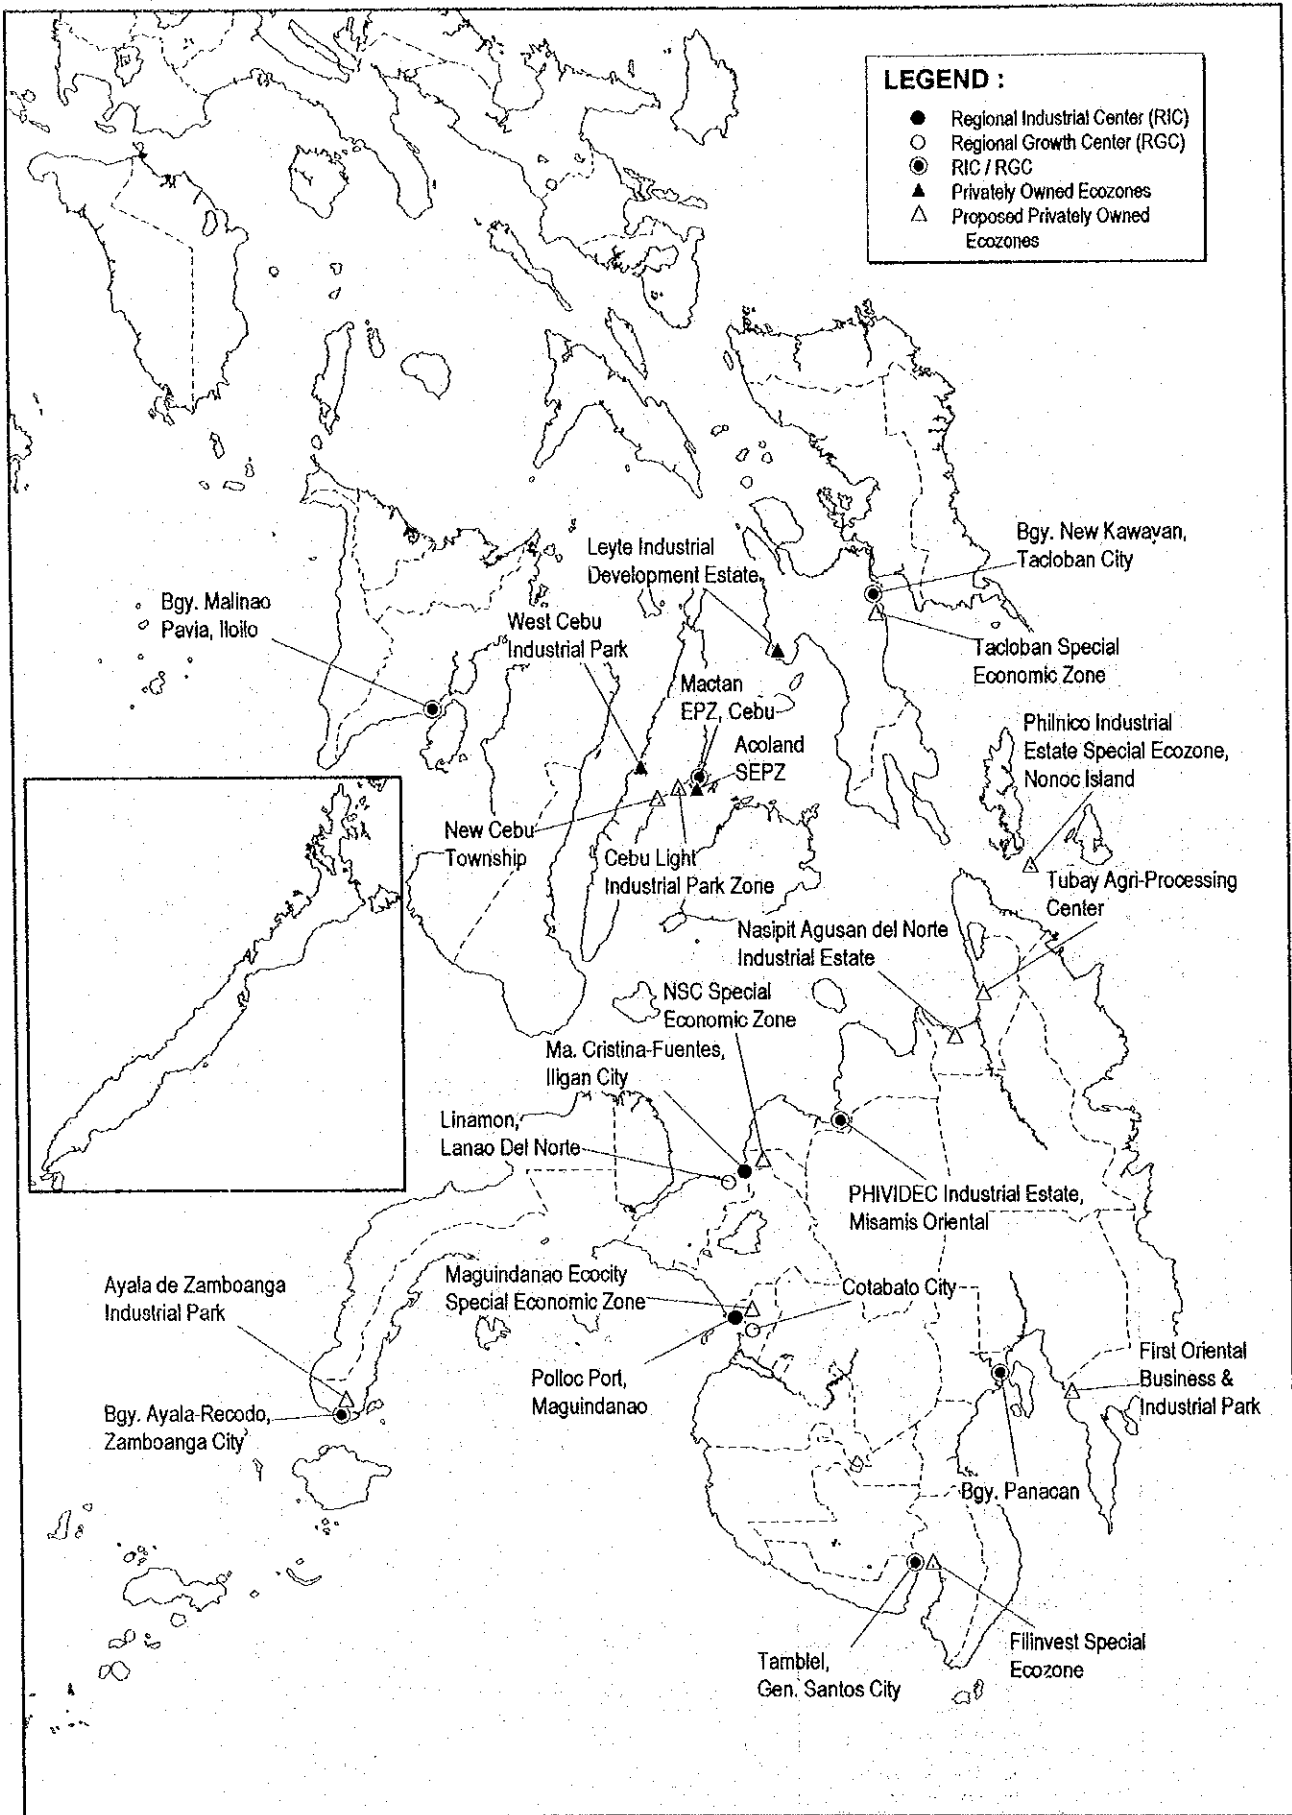 LEGEND :
Regional Industrial Center (RIC)
Regional Growth Center (RGC)
RIC / RGC
Privately Owned Ecozones
Proposed Privately Owned
Ecozones
Bgy. New Kawayan,
Tacloban City
Leyte Industrial
Development Estate
Bgy. Malinao
Pavia, Iloilo
West Cebu
Industrial Park
Tacloban Special
Economic Zone
Mactan
EPZ, Cebu
Philnico Industrial
Estate Special Ecozone,
Nonoc Island
Acoland
SEPZ
New Cebu
Township
Cebu Light
Industrial Park Zone
Tubay Agri-Processing
Center
Nasipit Agusan del Norte
Industrial Estate
NSC Special
Economic Zone
Ma. Cristina-Fuentes,
Iligan City
Linamon,
Lanao Del Norte
PHIVIDEC Industrial Estate,
Misamis Oriental
Maguindanao Ecocity
Special Economic Zone
Cotabato City
Ayala de Zamboanga
Industrial Park
First Oriental
Business &
Industrial Park
Polloc Port,
Maguindanao
Bgy. Ayala-Recodo,
Zamboanga City
Bgy. Panacan
Filinvest Special
Ecozone
Tamblel,
Gen. Santos City